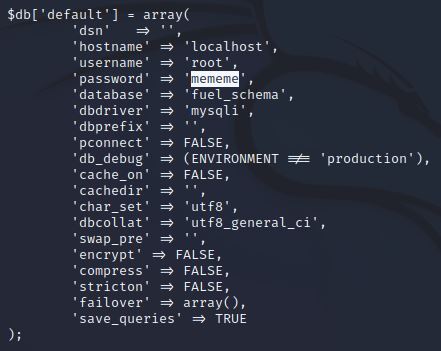 $db['default'] = array(
'dsn' => '',
'hostname' => 'localhost',
'username' => 'root',
'password' => 'mememe',
'database' => 'fuel_schema',
'dbdriver' => 'mysqli',
'dbprefix' => '',
'pconnect' => FALSE,
'db_debug' => (ENVIRONMENT !== 'production'),
'cache_on' => FALSE,
'cachedir' => '',
'char_set' => 'utf8',
'dbcollat' => 'utf8_general_ci',
'swap_pre' => '',
'encrypt' => FALSE,
'compress' => FALSE,
'stricton' => FALSE,
'failover' => array(),
'save_queries' => TRUE
);